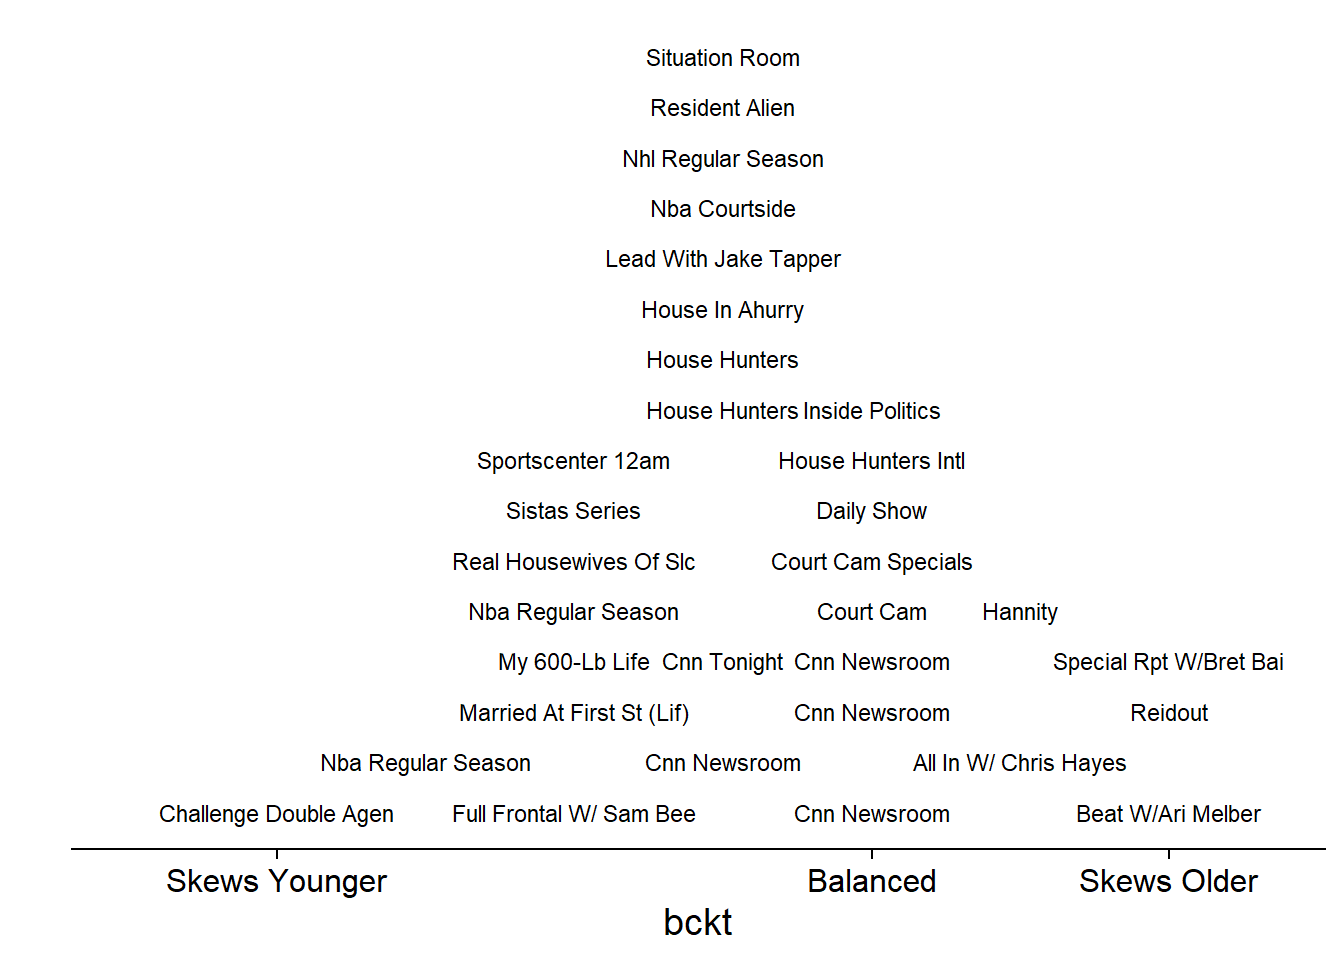 Situation Room
Resident Alien
Nhl Regular Season
Nba Courtside
Lead With Jake Tapper
House In Ahurry
House Hunters
House Hunters Inside Politics
Sportscenter 12am House Hunters Intl
Sistas Series Daily Show
Real Housewives Of Slc Court Cam Specials
Nba Regular Season Court Cam Hannity
My 600-Lb Life Cnn Tonight Cnn Newsroom Special Rpt W/Bret Bai
Married At First St (Lif) Cnn Newsroom Reidout
Nba Regular Season Cnn Newsroom All In W/ Chris Hayes
Challenge Double Agen Full Frontal W/ Sam Bee Cnn Newsroom Beat W/Ari Melber
Skews Younger Balanced Skews Older
bckt